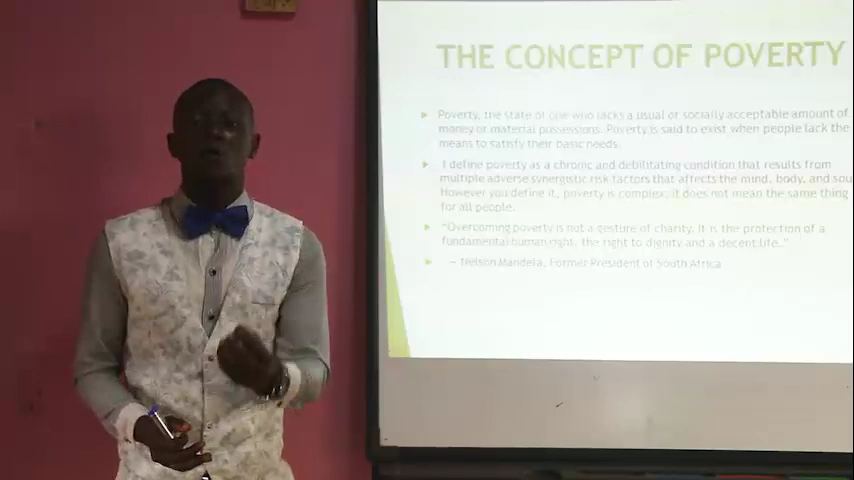 THE CONCEPT OF POVERTY
Poverty, the state of one who lacks a usual or socially acceptable amount of
money or material possessions. Poverty is said to exist when people lack the
means to satisfy their basic needs.
I define poverty as a chronic and debilitating condition that results from
multiple adverse synergistic risk factors that affects the mind, body, and sou
However you define it, poverty is complex; it does not mean the same thing
for all people.
"Overcoming poverty is not a gesture of charity. It is the protection of a
fundamental human right, the right to dignity and a decent life.."
— Nelson Mandela, Former President of South Africa